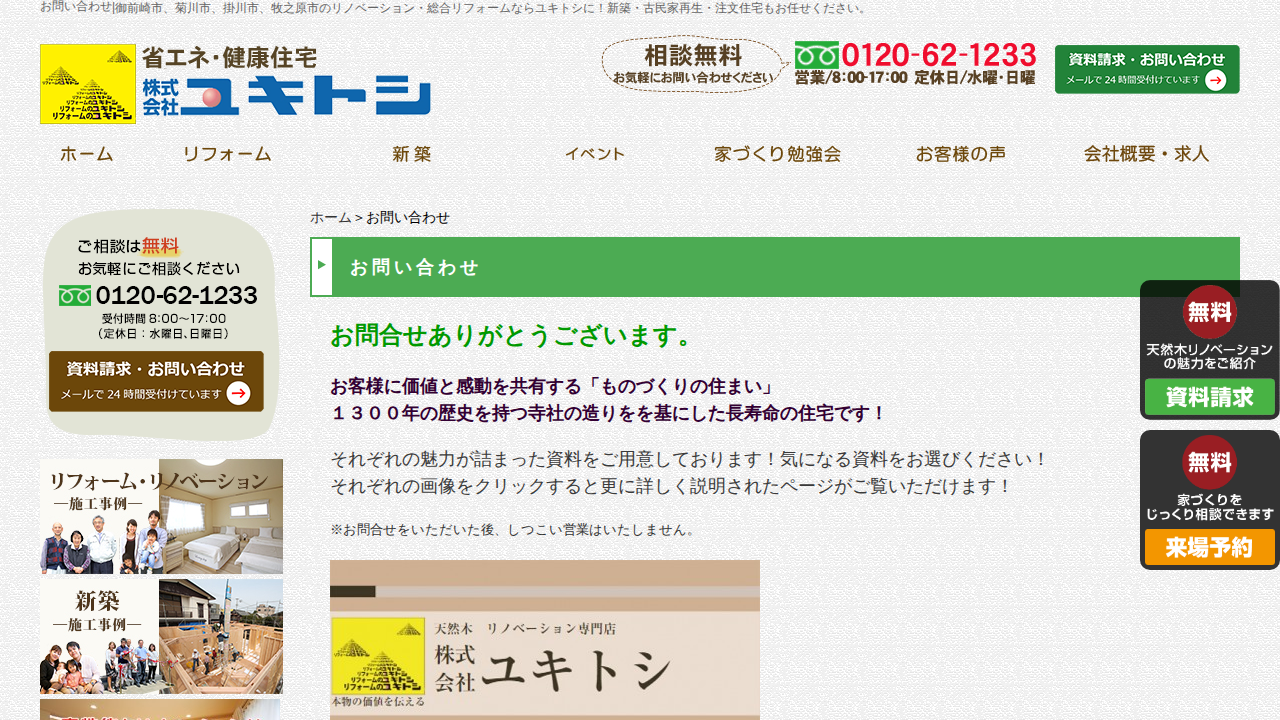 お問い合わせ|御前崎市、菊川市、掛川市、牧之原市のリノベーション・総合リフォームならユキトシに！新築・古民家再生・注文住宅もお任せください。
省エネ・健康住宅
株式会社ユキトシ
リフォームのユキトシ
リフォームのユキトシ
相談無料
お気軽にお問い合わせください
0120-62-1233
営業/8:00-17:00 定休日/水曜・日曜
資料請求・お問い合わせ
メールで24時間受付けています
ホーム リフォーム 新築 イベント 家づくり勉強会 お客様の声 会社概要・求人
ご相談は無料
お気軽にご相談ください
0120-62-1233
受付時間 8:00～17:00
（定休日：水曜日、日曜日）
資料請求・お問い合わせ
メールで24時間受付けています
リフォーム・リノベーション
―施工事例―
新築
―施工事例―
ホーム > お問い合わせ
お問い合わせ
お問合せありがとうございます。
お客様に価値と感動を共有する「ものづくりの住まい」
１３００年の歴史を持つ寺社の造りをを基にした長寿命の住宅です！
それぞれの魅力が詰まった資料をご用意しております！気になる資料をお選びください！
それぞれの画像をクリックすると更に詳しく説明されたページがご覧いただけます！
※お問合せをいただいた後、しつこい営業はいたしません。
天然木 リノベーション専門店
株式会社ユキトシ
リフォームのユキトシ
リフォームのユキトシ
本物の価値を伝える
無料
天然木リノベーション
の魅力をご紹介
資料請求
無料
家づくりを
じっくり相談できます
来場予約